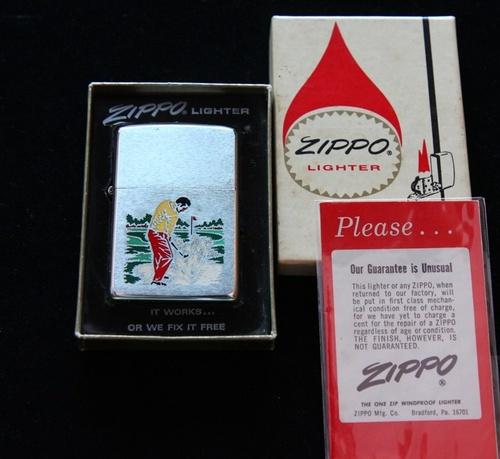 ZIPPO® LIGHTER
IT WORKS...
OR WE FIX IT FREE
ZIPPO®
LIGHTER
Please...
Our Guarantee is Unusual
This lighter or any ZIPPO, when
returned to our factory, will
be put in first class mechan-
ical condition free of charge,
for we have yet to charge a
cent for the repair of a ZIPPO
regardless of age or condition.
THE FINISH, HOWEVER, IS
NOT GUARANTEED.
ZIPPO®
THE ONE ZIP WINDPROOF LIGHTER
ZIPPO Mfg. Co. Bradford, Pa. 16701